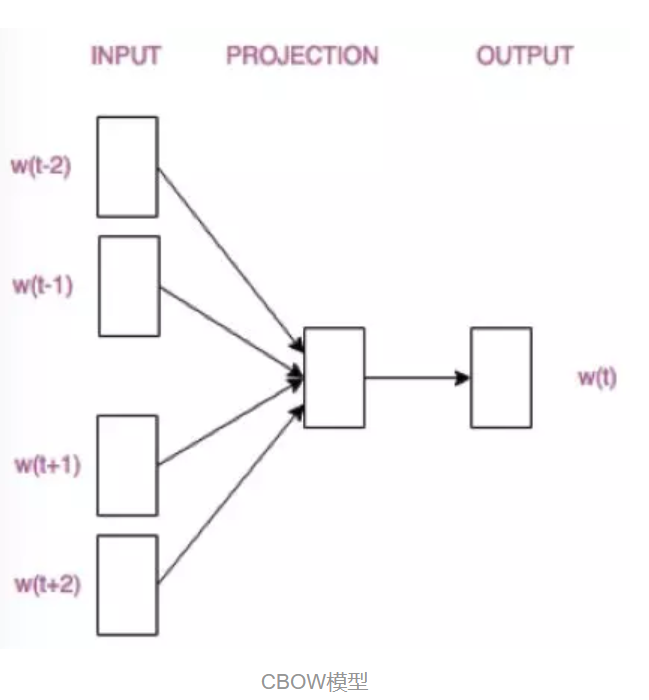 INPUT PROJECTION OUTPUT
w(t-2)
w(t-1)
w(t)
w(t+1)
w(t+2)
CBOW模型